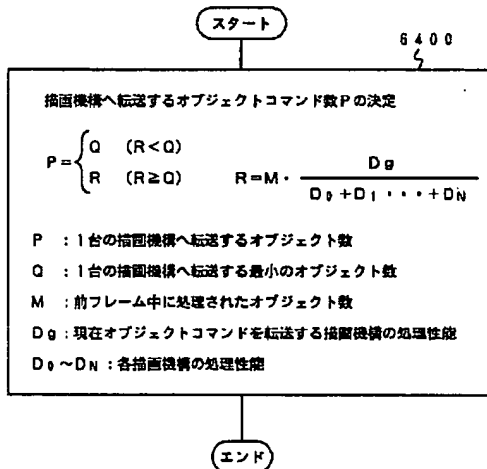 スタート
6400
描画機構へ転送するオブジェクトコマンド数Pの決定
P = { Q (R<Q)
R (R≧Q)
R=M・ Dg / D0+D1・・・+DN
P:1台の描画機構へ転送するオブジェクト数
Q:1台の描画機構へ転送する最小のオブジェクト数
M:前フレーム中に処理されたオブジェクト数
Dg:現在オブジェクトコマンドを転送する描画機構の処理性能
D0〜DN:各描画機構の処理性能
エンド